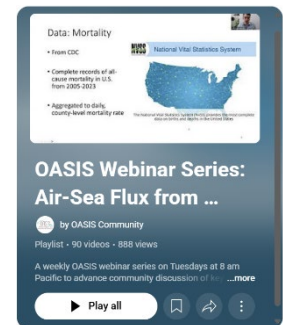 Data: Mortality
• From CDC
• Complete records of all-
cause mortality in U.S.
from 2005-2023
• Aggregated to daily,
county-level mortality rate
National Vital Statistics System
OASIS Webinar Series:
Air-Sea Flux from ...
by OASIS Community
Playlist • 90 videos • 888 views
A weekly OASIS webinar series on Tuesdays at 8 am
Pacific to advance community discussion of ...more
Play all